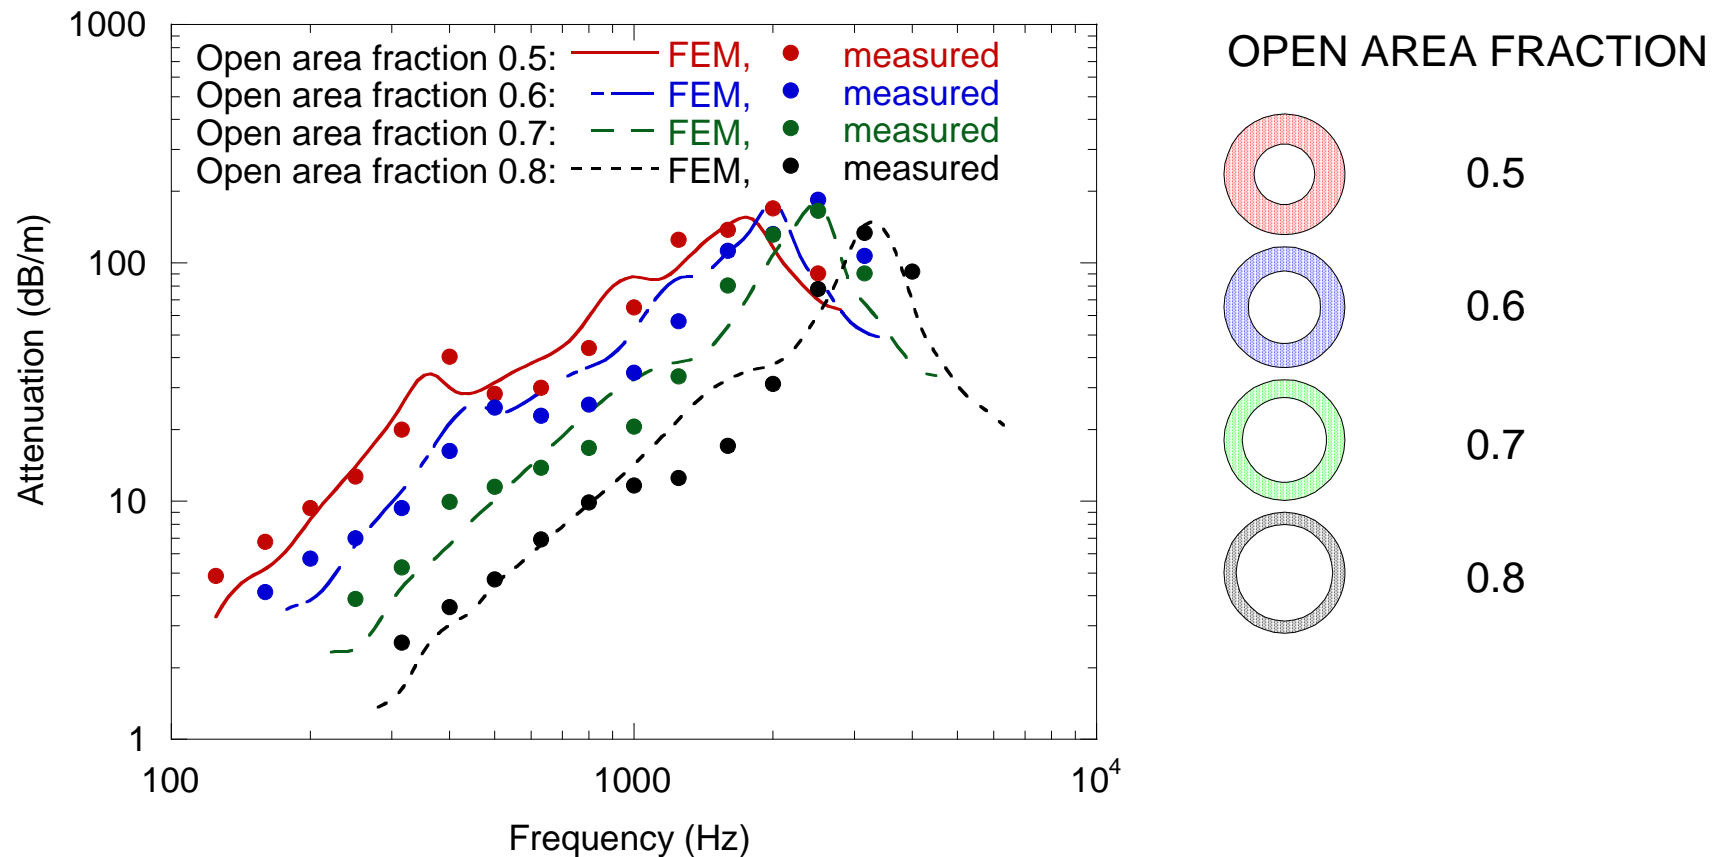 1000
100
10
1
Attenuation (dB/m)
Open area fraction 0.5: FEM, measured
Open area fraction 0.6: FEM, measured
Open area fraction 0.7: FEM, measured
Open area fraction 0.8: FEM, measured
100 1000 10⁴
Frequency (Hz)
OPEN AREA FRACTION
0.5
0.6
0.7
0.8